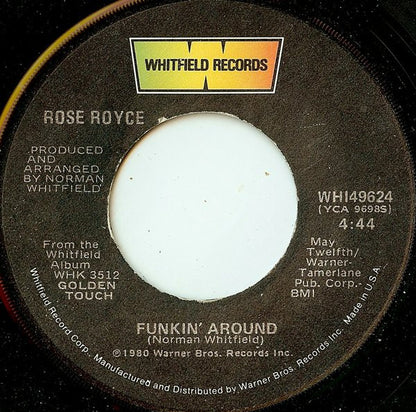 WHITFIELD RECORDS
ROSE ROYCE
PRODUCED
AND
ARRANGED
BY NORMAN
WHITFIELD
WHI49624
(YCA 9698S)
4:44
From the
Whitfield
Album
WHK 3512
GOLDEN
TOUCH
May
Twelfth/
Warner-
Tamerlane
Pub. Corp.-
BMI
FUNKIN' AROUND
(Norman Whitfield)
℗1980 Warner Bros. Records Inc.
Whitfield Record Corp. Manufactured and Distributed by Warner Bros. Records Inc. Made in U.S.A.